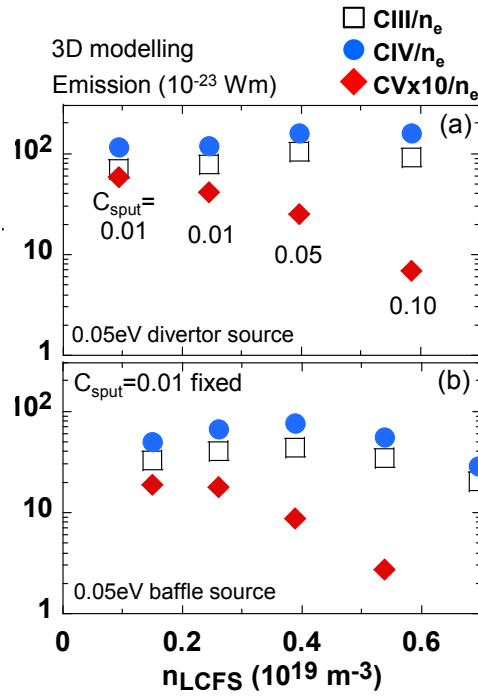 3D modelling
Emission (10⁻²³ Wm)
CIII/nₑ
CIV/nₑ
CVx10/nₑ
(a)
10²
10
1
C_sput=
0.01
0.01
0.05
0.10
0.05eV divertor source
C_sput=0.01 fixed
(b)
10²
10
1
0.05eV baffle source
0
0.2
0.4
0.6
n_LCFS (10¹⁹ m⁻³)